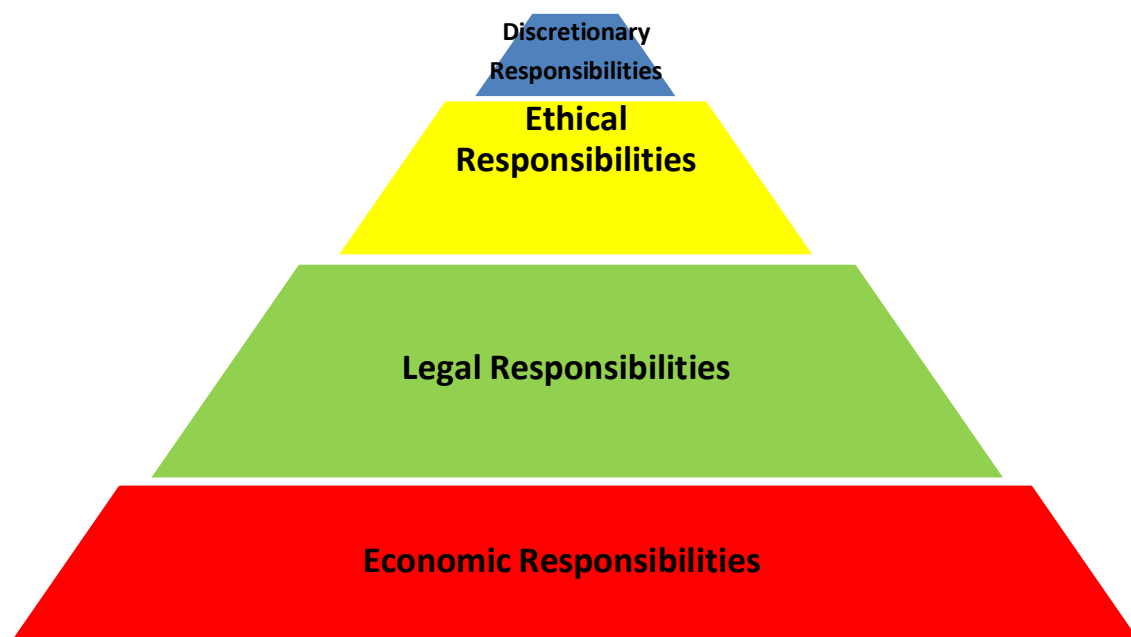 Discretionary
Responsibilities
Ethical
Responsibilities
Legal Responsibilities
Economic Responsibilities